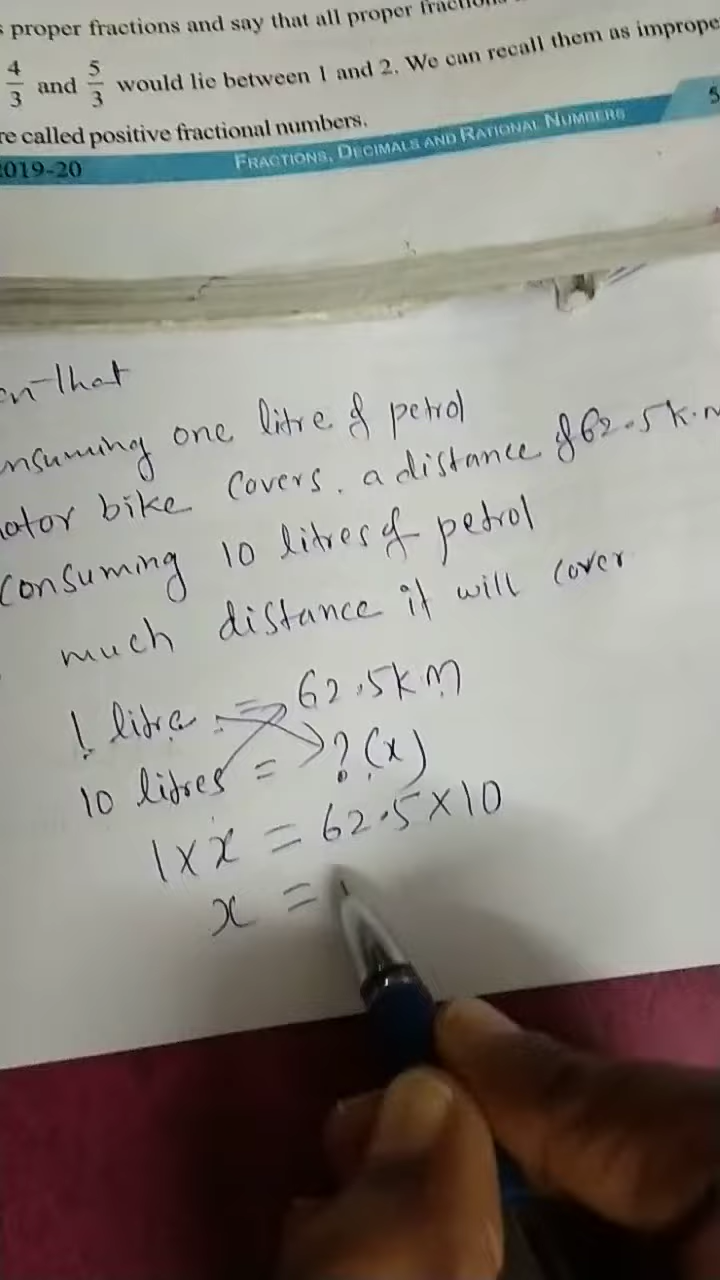 proper fractions and say that all proper
4/3 and 5/3 would lie between 1 and 2. We can recall them as
re called positive fractional numbers.
2019-20 FRACTIONS, DECIMALS AND RATIONAL NUMBERS 5
en that
nsuming one litre of petrol
otor bike covers. a distance of 62.5 k.m
consuming 10 litres of petrol
much distance it will cover
1 litre = 62.5km
10 litres = ? (x)
1 × x = 62.5 × 10
x =